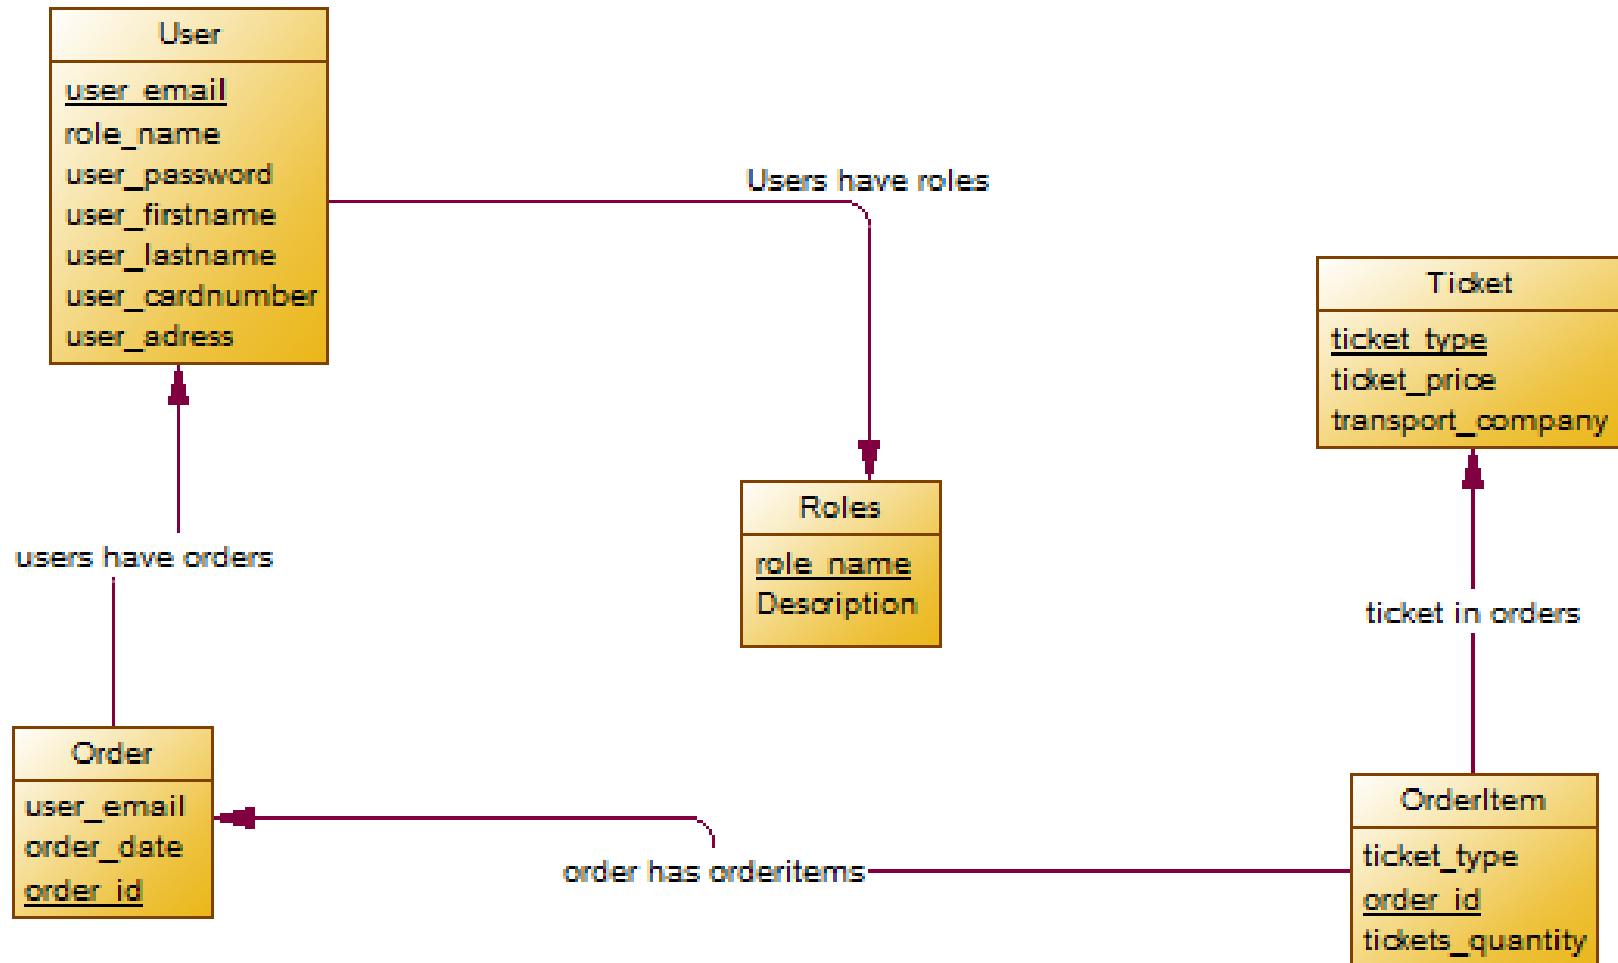 User
user_email
role_name
user_password
user_firstname
user_lastname
user_cardnumber
user_adress
Users have roles
Ticket
ticket_type
ticket_price
transport_company
Roles
role_name
Description
users have orders
ticket in orders
Order
user_email
order_date
order_id
order has orderitems
OrderItem
ticket_type
order_id
tickets_quantity